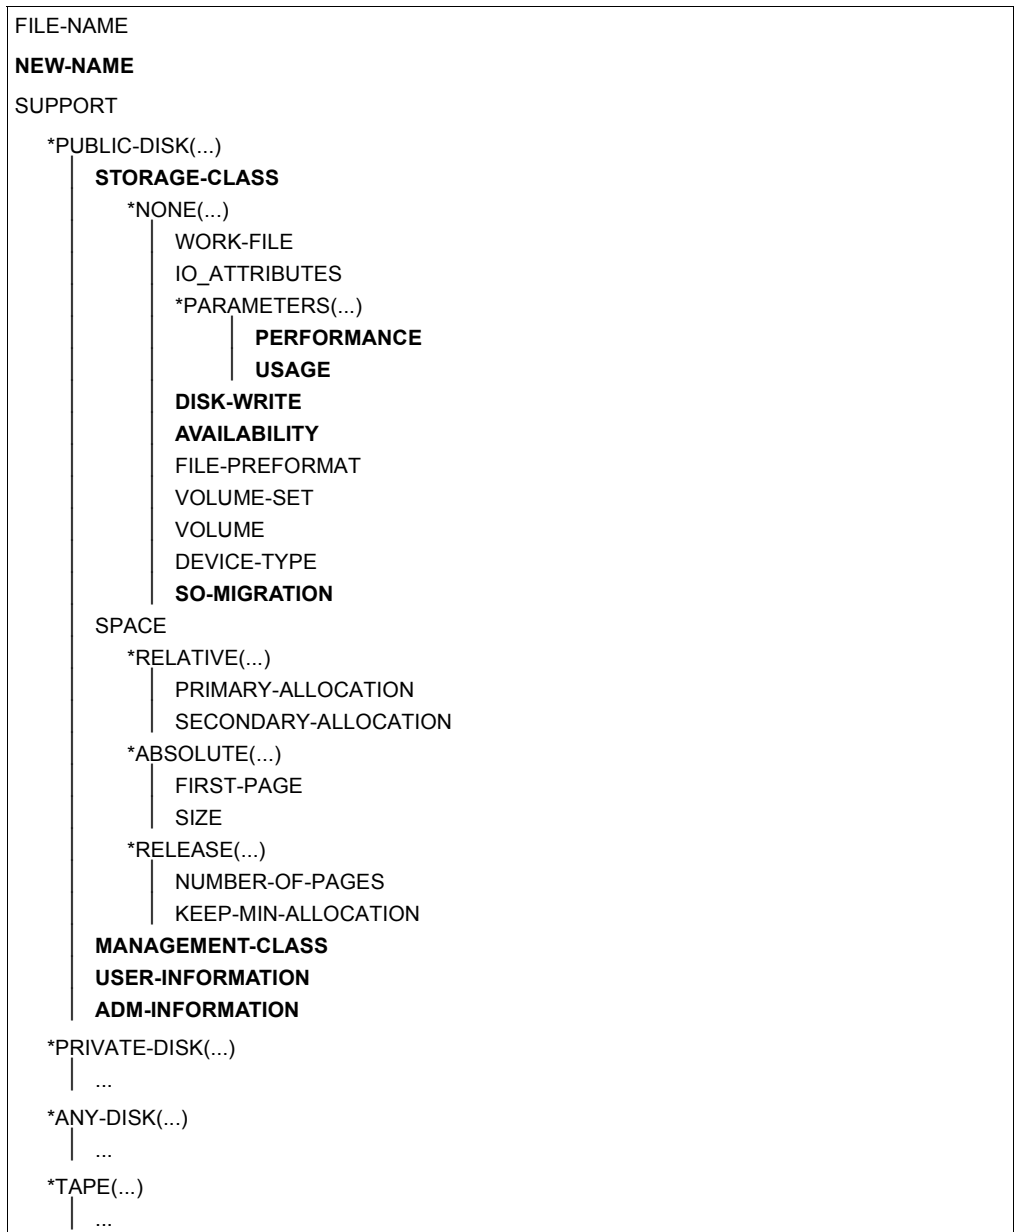 FILE-NAME
NEW-NAME
SUPPORT
*PUBLIC-DISK(...)
STORAGE-CLASS
*NONE(...)
WORK-FILE
IO_ATTRIBUTES
*PARAMETERS(...)
PERFORMANCE
USAGE
DISK-WRITE
AVAILABILITY
FILE-PREFORMAT
VOLUME-SET
VOLUME
DEVICE-TYPE
SO-MIGRATION
SPACE
*RELATIVE(...)
PRIMARY-ALLOCATION
SECONDARY-ALLOCATION
*ABSOLUTE(...)
FIRST-PAGE
SIZE
*RELEASE(...)
NUMBER-OF-PAGES
KEEP-MIN-ALLOCATION
MANAGEMENT-CLASS
USER-INFORMATION
ADM-INFORMATION
*PRIVATE-DISK(...)
...
*ANY-DISK(...)
...
*TAPE(...)
...